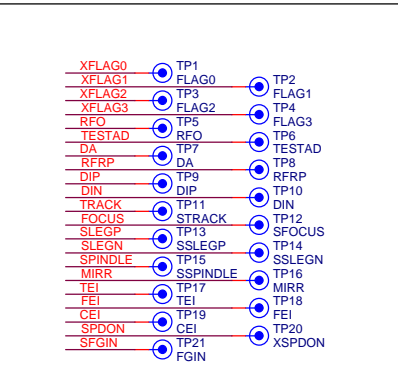 XFLAG0 TP1
XFLAG1 FLAG0 TP2
XFLAG2 TP3 FLAG1
XFLAG3 FLAG2 TP4
RFO TP5 FLAG3
TESTAD RFO TP6
DA TP7 TESTAD
RFRP DA TP8
DIP TP9 RFRP
DIN DIP TP10
TRACK TP11 DIN
FOCUS STRACK TP12
SLEGP TP13 SFOCUS
SLEGN SSLEGP TP14
SPINDLE TP15 SSLEGN
MIRR SSPINDLE TP16
TEI TP17 MIRR
FEI TEI TP18
CEI TP19 FEI
SPDON CEI TP20
SFGIN TP21 XSPDON
FGIN